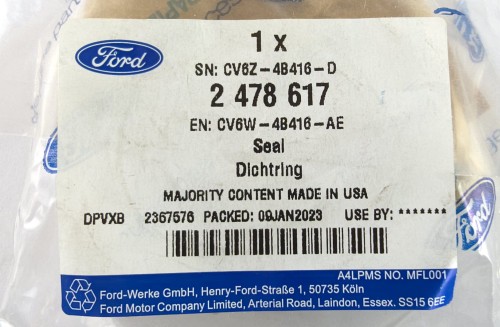 Ford
1 x
SN: CV6Z-4B416-D
2 478 617
EN: CV6W-4B416-AE
Seal
Dichtring
MAJORITY CONTENT MADE IN USA
DPVXB 2367576 PACKED: 09JAN2023 USE BY: *******
A4LPMS NO. MFL001
Ford-Werke GmbH, Henry-Ford-Straße 1, 50735 Köln
Ford Motor Company Limited, Arterial Road, Laindon, Essex. SS15 6EE
Ford